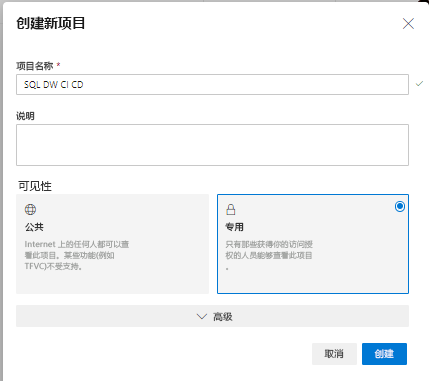 创建新项目
项目名称 *
SQL DW CI CD
说明
可见性
公共
Internet 上的任何人都可以查
看此项目。某些功能(例如
TFVC)不受支持。
专用
只有那些获得你的访问授
权的人员能够查看此项目
。
高级
取消
创建